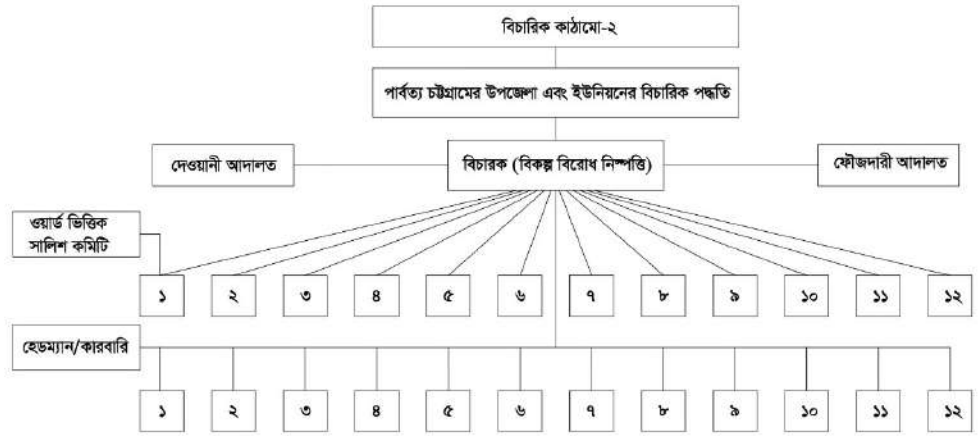 বিচারিক কাঠামো-২
পার্বত্য চট্টগ্রামের উপজেলা এবং ইউনিয়নের বিচারিক পদ্ধতি
দেওয়ানী আদালত
বিচারক (বিকল্প বিরোধ নিস্পত্তি)
ফৌজদারী আদালত
ওয়ার্ড ভিত্তিক
সালিশ কমিটি
১ ২ ৩ ৪ ৫ ৬ ৭ ৮ ৯ ১০ ১১ ১২
হেডম্যান/কারবারি
১ ২ ৩ ৪ ৫ ৬ ৭ ৮ ৯ ১০ ১১ ১২